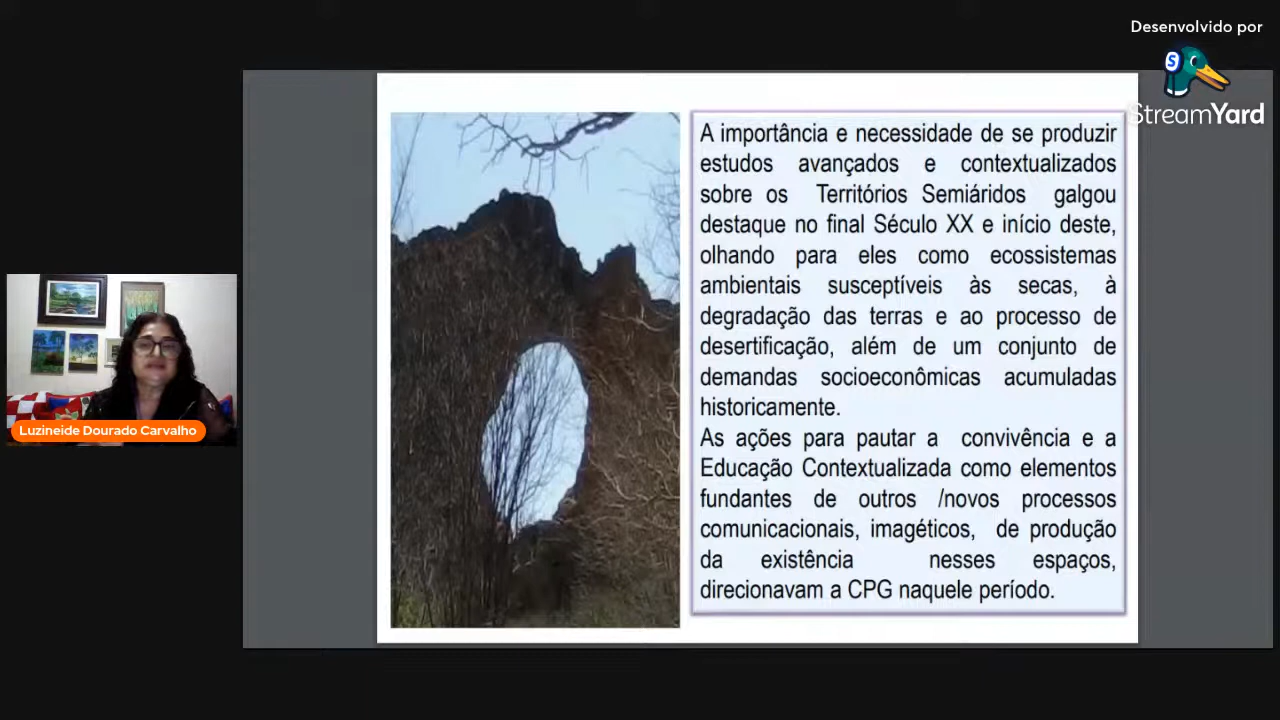 Desenvolvido por
StreamYard
A importância e necessidade de se produzir
estudos avançados e contextualizados
sobre os Territórios Semiáridos galgou
destaque no final Século XX e início deste,
olhando para eles como ecossistemas
ambientais susceptíveis às secas, à
degradação das terras e ao processo de
desertificação, além de um conjunto de
demandas socioeconômicas acumuladas
historicamente.
As ações para pautar a convivência e a
Educação Contextualizada como elementos
fundantes de outros /novos processos
comunicacionais, imagéticos, de produção
da existência nesses espaços,
direcionavam a CPG naquele período.
Luzineide Dourado Carvalho